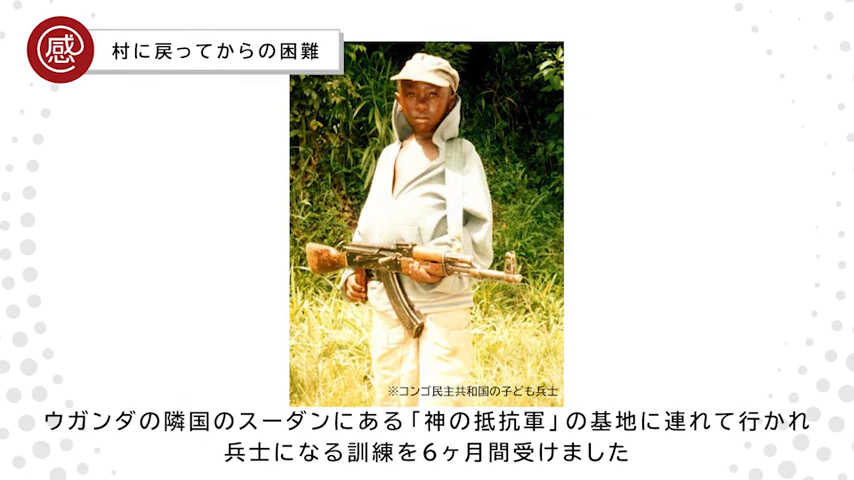 感
村に戻ってからの困難
※コンゴ民主共和国の子ども兵士
ウガンダの隣国のスーダンにある「神の抵抗軍」の基地に連れて行かれ
兵士になる訓練を6ヶ月間受けました